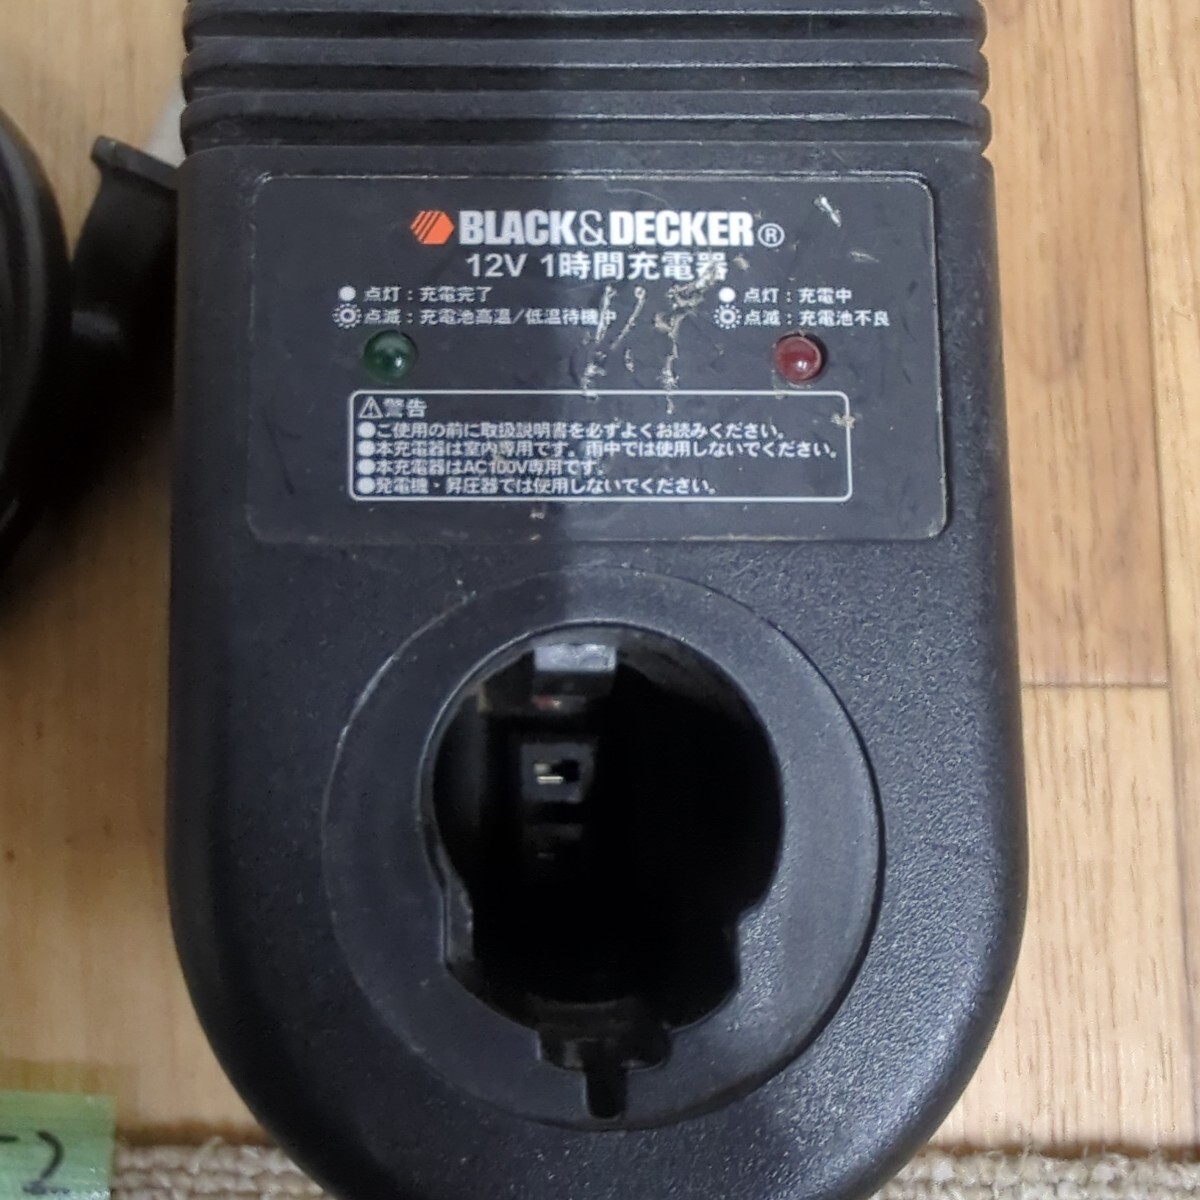 BLACK&DECKER®
12V 1時間充電器
点灯：充電完了
点滅：充電池高温/低温待機中
点灯：充電中
点滅：充電池不良
警告
●ご使用の前に取扱説明書を必ずよくお読みください。
●本充電器は室内専用です。雨中では使用しないでください。
●本充電器はAC100V専用です。
●発電機・昇圧器では使用しないでください。
-2